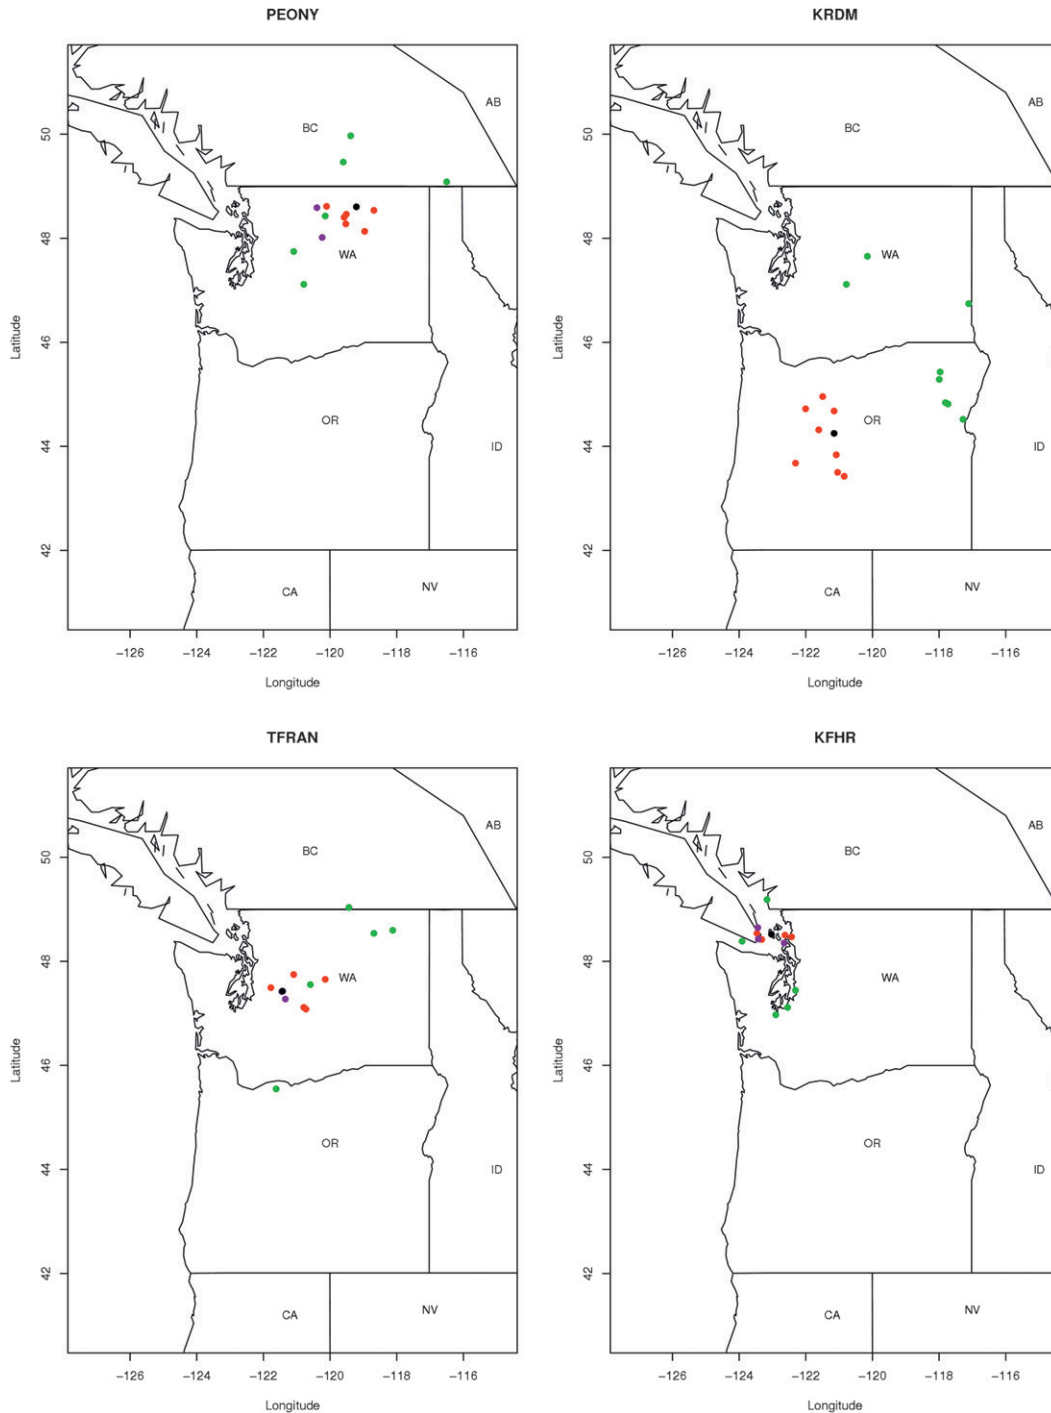 PEONY
KRDM
AB
AB
BC
BC
50
50
48
48
WA
WA
Latitude
Latitude
46
46
OR
OR
44
44
ID
ID
42
42
CA
NV
CA
NV
−126 −124 −122 −120 −118 −116
−126 −124 −122 −120 −118 −116
Longitude
Longitude
TFRAN
KFHR
AB
AB
BC
BC
50
50
48
48
WA
WA
Latitude
Latitude
46
46
OR
OR
44
44
ID
ID
42
42
CA
NV
CA
NV
−126 −124 −122 −120 −118 −116
−126 −124 −122 −120 −118 −116
Longitude
Longitude